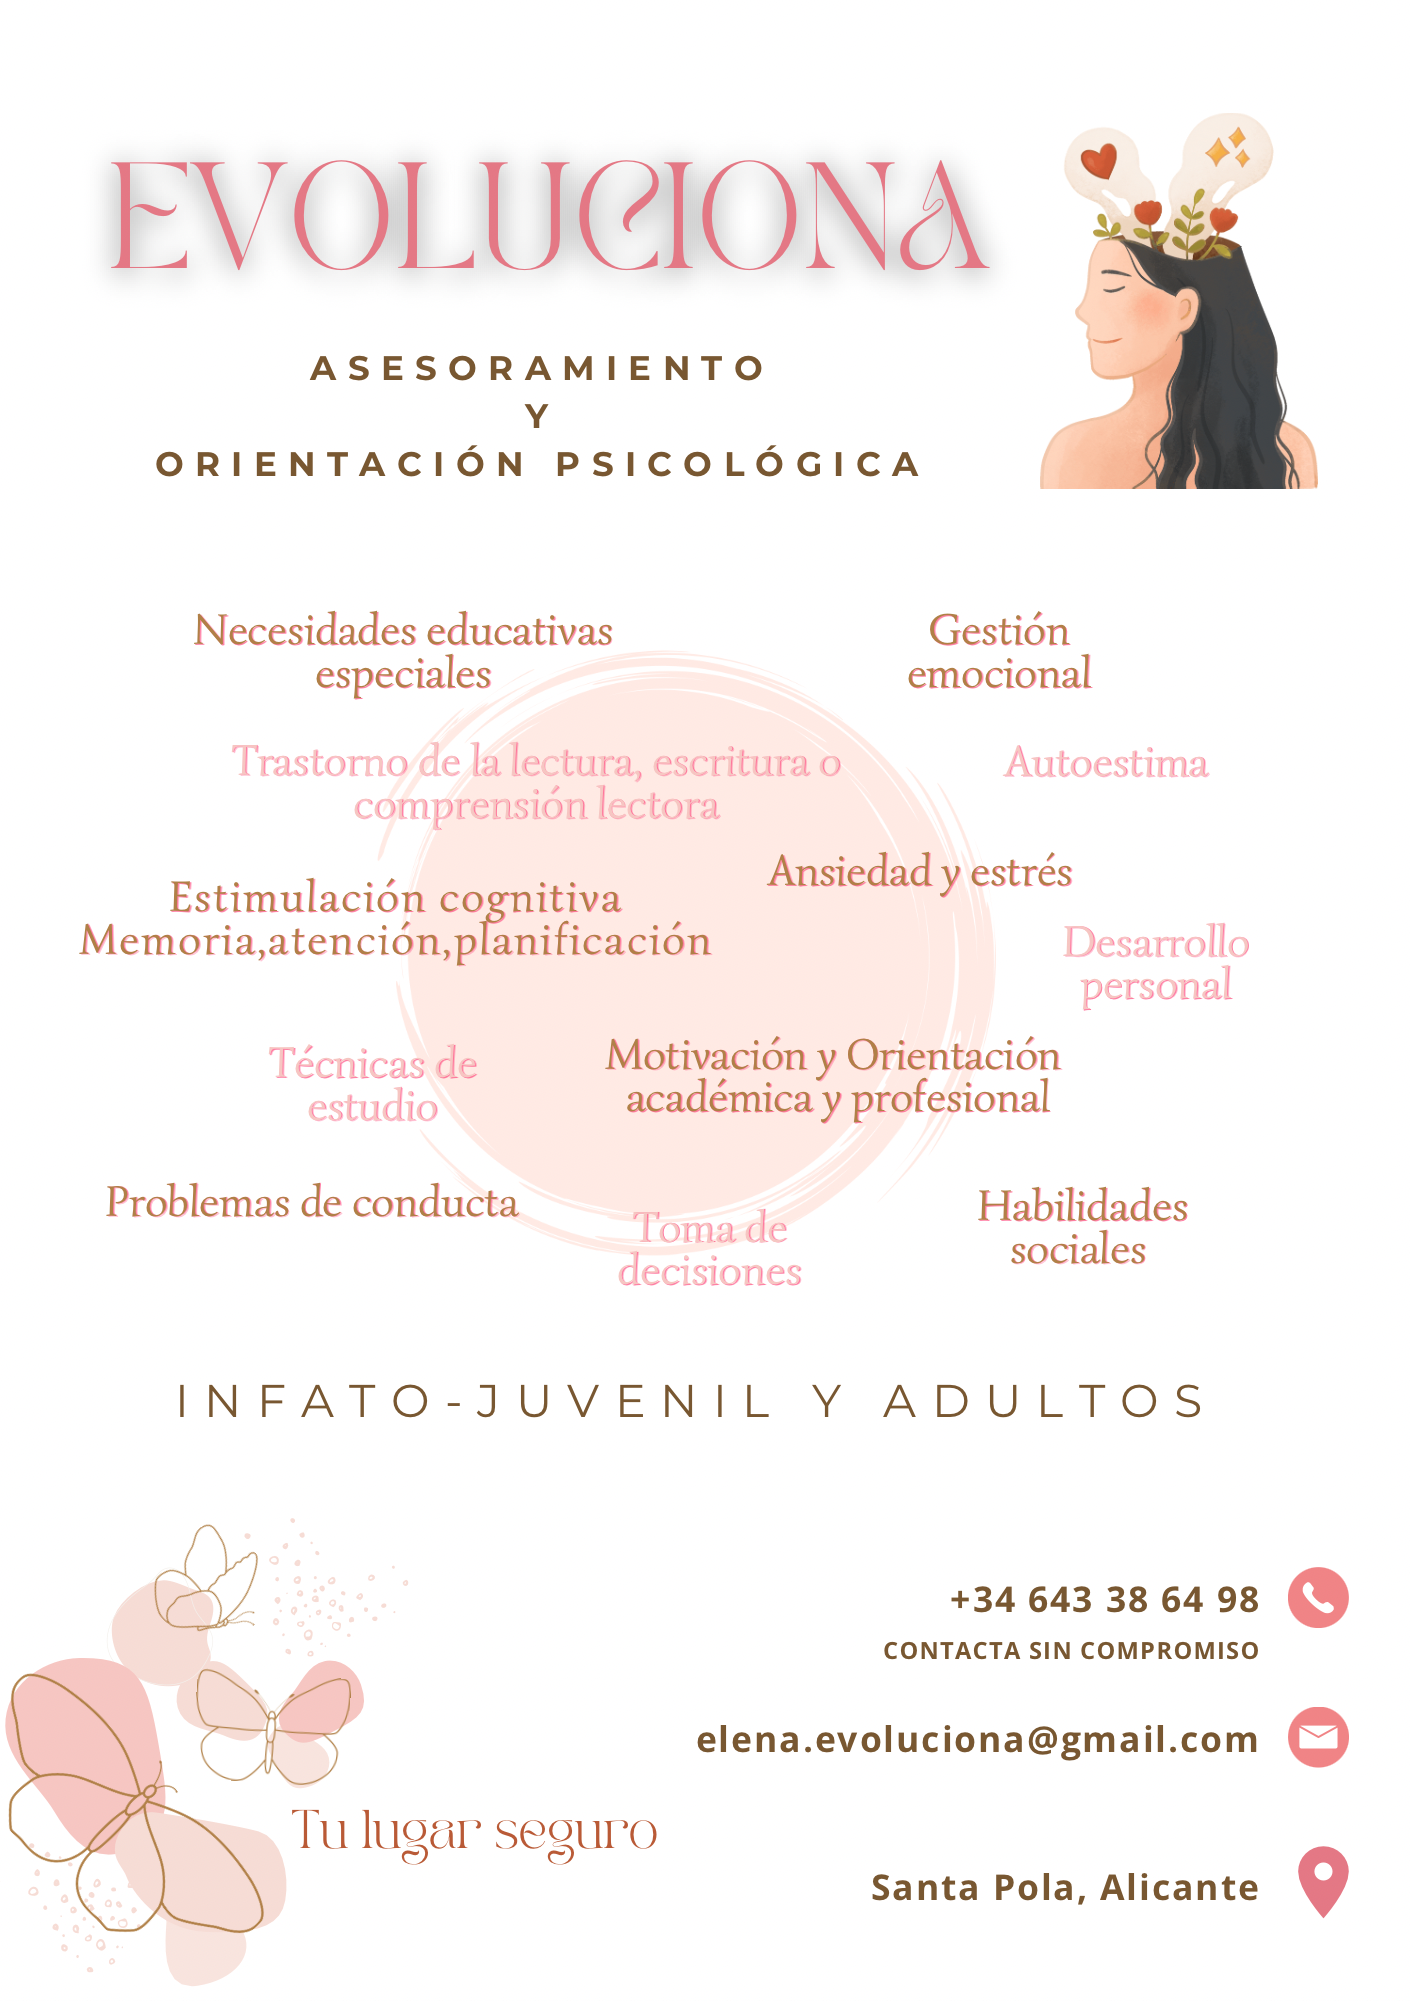 EVOLUCIONA
ASESORAMIENTO
Y
ORIENTACIÓN PSICOLÓGICA
Necesidades educativas
especiales
Gestión
emocional
Trastorno de la lectura, escritura o
comprensión lectora
Autoestima
Ansiedad y estrés
Estimulación cognitiva
Memoria,atención,planificación
Desarrollo
personal
Técnicas de
estudio
Motivación y Orientación
académica y profesional
Problemas de conducta
Toma de
decisiones
Habilidades
sociales
INFATO-JUVENIL Y ADULTOS
+34 643 38 64 98
CONTACTA SIN COMPROMISO
elena.evoluciona@gmail.com
Tu lugar seguro
Santa Pola, Alicante